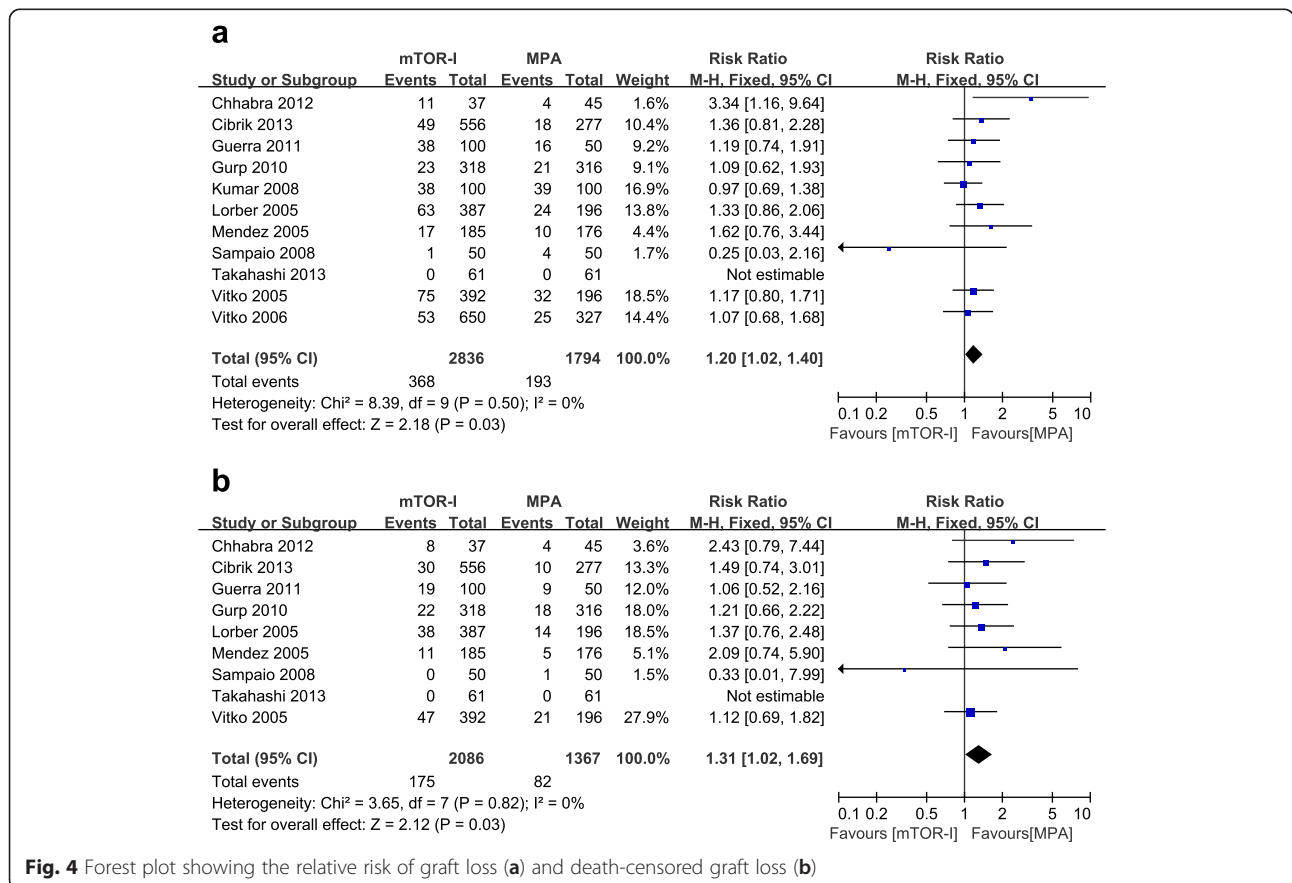 a
mTOR-I MPA Risk Ratio Risk Ratio
Study or Subgroup Events Total Events Total Weight M-H, Fixed, 95% CI M-H, Fixed, 95% CI
Chhabra 2012 11 37 4 45 1.6% 3.34 [1.16, 9.64]
Cibrik 2013 49 556 18 277 10.4% 1.36 [0.81, 2.28]
Guerra 2011 38 100 16 50 9.2% 1.19 [0.74, 1.91]
Gurp 2010 23 318 21 316 9.1% 1.09 [0.62, 1.93]
Kumar 2008 38 100 39 100 16.9% 0.97 [0.69, 1.38]
Lorber 2005 63 387 24 196 13.8% 1.33 [0.86, 2.06]
Mendez 2005 17 185 10 176 4.4% 1.62 [0.76, 3.44]
Sampaio 2008 1 50 4 50 1.7% 0.25 [0.03, 2.16]
Takahashi 2013 0 61 0 61 Not estimable
Vitko 2005 75 392 32 196 18.5% 1.17 [0.80, 1.71]
Vitko 2006 53 650 25 327 14.4% 1.07 [0.68, 1.68]
Total (95% CI) 2836 1794 100.0% 1.20 [1.02, 1.40]
Total events 368 193
Heterogeneity: Chi² = 8.39, df = 9 (P = 0.50); I² = 0%
Test for overall effect: Z = 2.18 (P = 0.03)
0.1 0.2 0.5 1 2 5 10
Favours [mTOR-I] Favours[MPA]
b
mTOR-I MPA Risk Ratio Risk Ratio
Study or Subgroup Events Total Events Total Weight M-H, Fixed, 95% CI M-H, Fixed, 95% CI
Chhabra 2012 8 37 4 45 3.6% 2.43 [0.79, 7.44]
Cibrik 2013 30 556 10 277 13.3% 1.49 [0.74, 3.01]
Guerra 2011 19 100 9 50 12.0% 1.06 [0.52, 2.16]
Gurp 2010 22 318 18 316 18.0% 1.21 [0.66, 2.22]
Lorber 2005 38 387 14 196 18.5% 1.37 [0.76, 2.48]
Mendez 2005 11 185 5 176 5.1% 2.09 [0.74, 5.90]
Sampaio 2008 0 50 1 50 1.5% 0.33 [0.01, 7.99]
Takahashi 2013 0 61 0 61 Not estimable
Vitko 2005 47 392 21 196 27.9% 1.12 [0.69, 1.82]
Total (95% CI) 2086 1367 100.0% 1.31 [1.02, 1.69]
Total events 175 82
Heterogeneity: Chi² = 3.65, df = 7 (P = 0.82); I² = 0%
Test for overall effect: Z = 2.12 (P = 0.03)
0.1 0.2 0.5 1 2 5 10
Favours [mTOR-I] Favours[MPA]
Fig. 4 Forest plot showing the relative risk of graft loss (a) and death-censored graft loss (b)